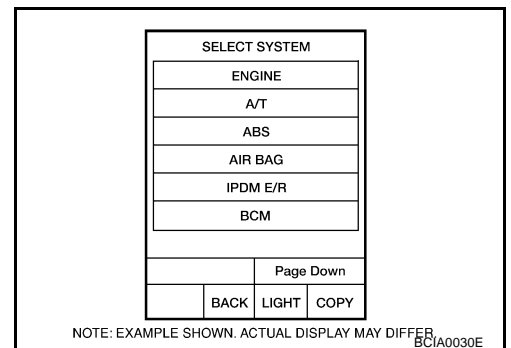 SELECT SYSTEM
ENGINE
A/T
ABS
AIR BAG
IPDM E/R
BCM
Page Down
BACK LIGHT COPY
NOTE: EXAMPLE SHOWN. ACTUAL DISPLAY MAY DIFFER.
BCIA0030E